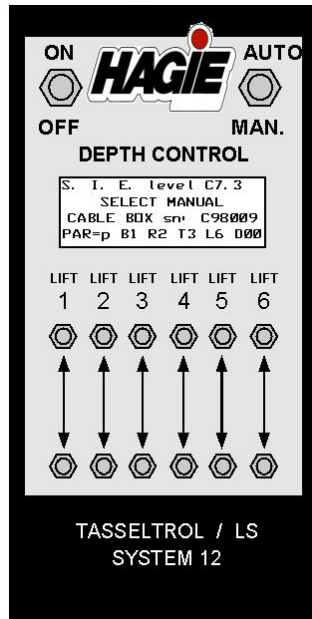 ON
HAGIE
AUTO
OFF
MAN.
DEPTH CONTROL
S. I. E. level C7.3
SELECT MANUAL
CABLE BOX sn: C98009
PAR=p B1 R2 T3 L6 D00
LIFT LIFT LIFT LIFT LIFT LIFT
1 2 3 4 5 6
TASSELTROL / LS
SYSTEM 12